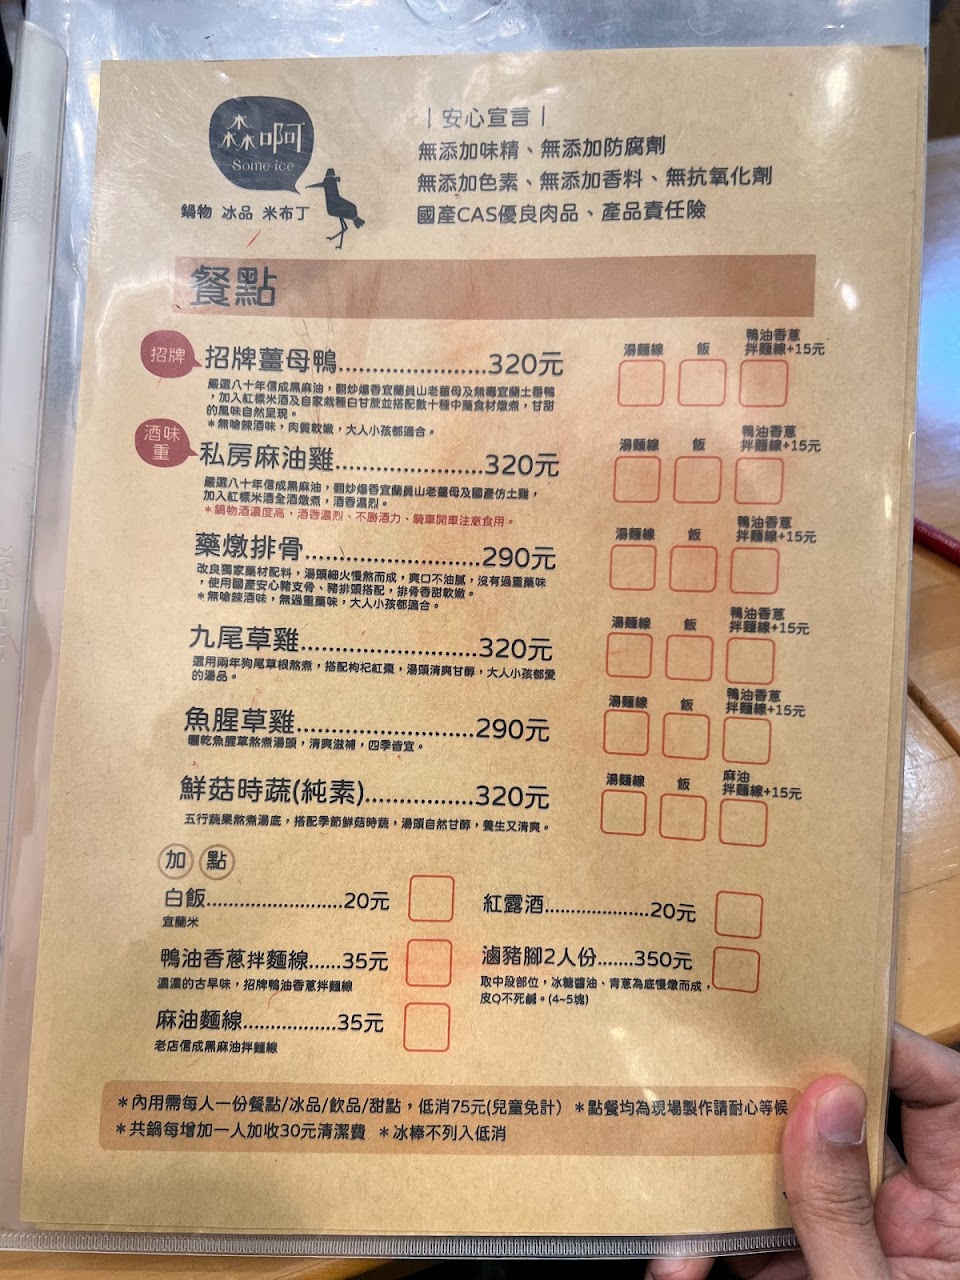 森啊
Some-ice
鍋物 冰品 米布丁
｜安心宣言｜
無添加味精、無添加防腐劑
無添加色素、無添加香料、無抗氧化劑
國產CAS優良肉品、產品責任險
餐點
招牌
招牌薑母鴨......................320元
湯麵線 飯 鴨油香蔥拌麵線+15元
嚴選八十年信成黑麻油，翻炒爆香宜蘭員山老薑母及無毒宜蘭土番鴨
，加入紅標米酒及自家栽種白甘蔗並搭配數十種中藥食材燉煮，甘甜
的風味自然呈現。
＊無嗆辣酒味，肉質軟嫩，大人小孩都適合。
酒味重
私房麻油雞......................320元
湯麵線 飯 鴨油香蔥拌麵線+15元
嚴選八十年信成黑麻油，翻炒爆香宜蘭員山老薑母及國產仿土雞，
加入紅標米酒全酒燉煮，酒香濃烈。
＊鍋物酒濃度高，酒香濃烈、不勝酒力、騎車開車注意食用。
藥燉排骨..........................290元
湯麵線 飯 鴨油香蔥拌麵線+15元
改良獨家藥材配料，湯頭細火慢熬而成，爽口不油膩，沒有過重藥味
，使用國產安心豬支骨、豬排頭搭配，排骨香甜軟嫩。
＊無嗆辣酒味，無過重藥味，大人小孩都適合。
九尾草雞..........................320元
湯麵線 飯 鴨油香蔥拌麵線+15元
選用兩年狗尾草根熬煮，搭配枸杞紅棗，湯頭清爽甘醇，大人小孩都愛
的湯品。
魚腥草雞..........................290元
湯麵線 飯 鴨油香蔥拌麵線+15元
曬乾魚腥草熬煮湯頭，清爽滋補，四季皆宜。
鮮菇時蔬(純素)................320元
湯麵線 飯 麻油拌麵線+15元
五行蔬果熬煮湯底，搭配季節鮮菇時蔬，湯頭自然甘醇，養生又清爽。
加點
白飯.........................20元
宜蘭米
紅露酒...................20元
鴨油香蔥拌麵線......35元
濃濃的古早味，招牌鴨油香蔥拌麵線
滷豬腳2人份.......350元
取中段部位，冰糖醬油、青蔥為底慢燉而成，
皮Q不死鹹。(4~5塊)
麻油麵線.................35元
老店信成黑麻油拌麵線
＊內用需每人一份餐點/冰品/飲品/甜點，低消75元(兒童免計) ＊點餐均為現場製作請耐心等候
＊共鍋每增加一人加收30元清潔費 ＊冰棒不列入低消